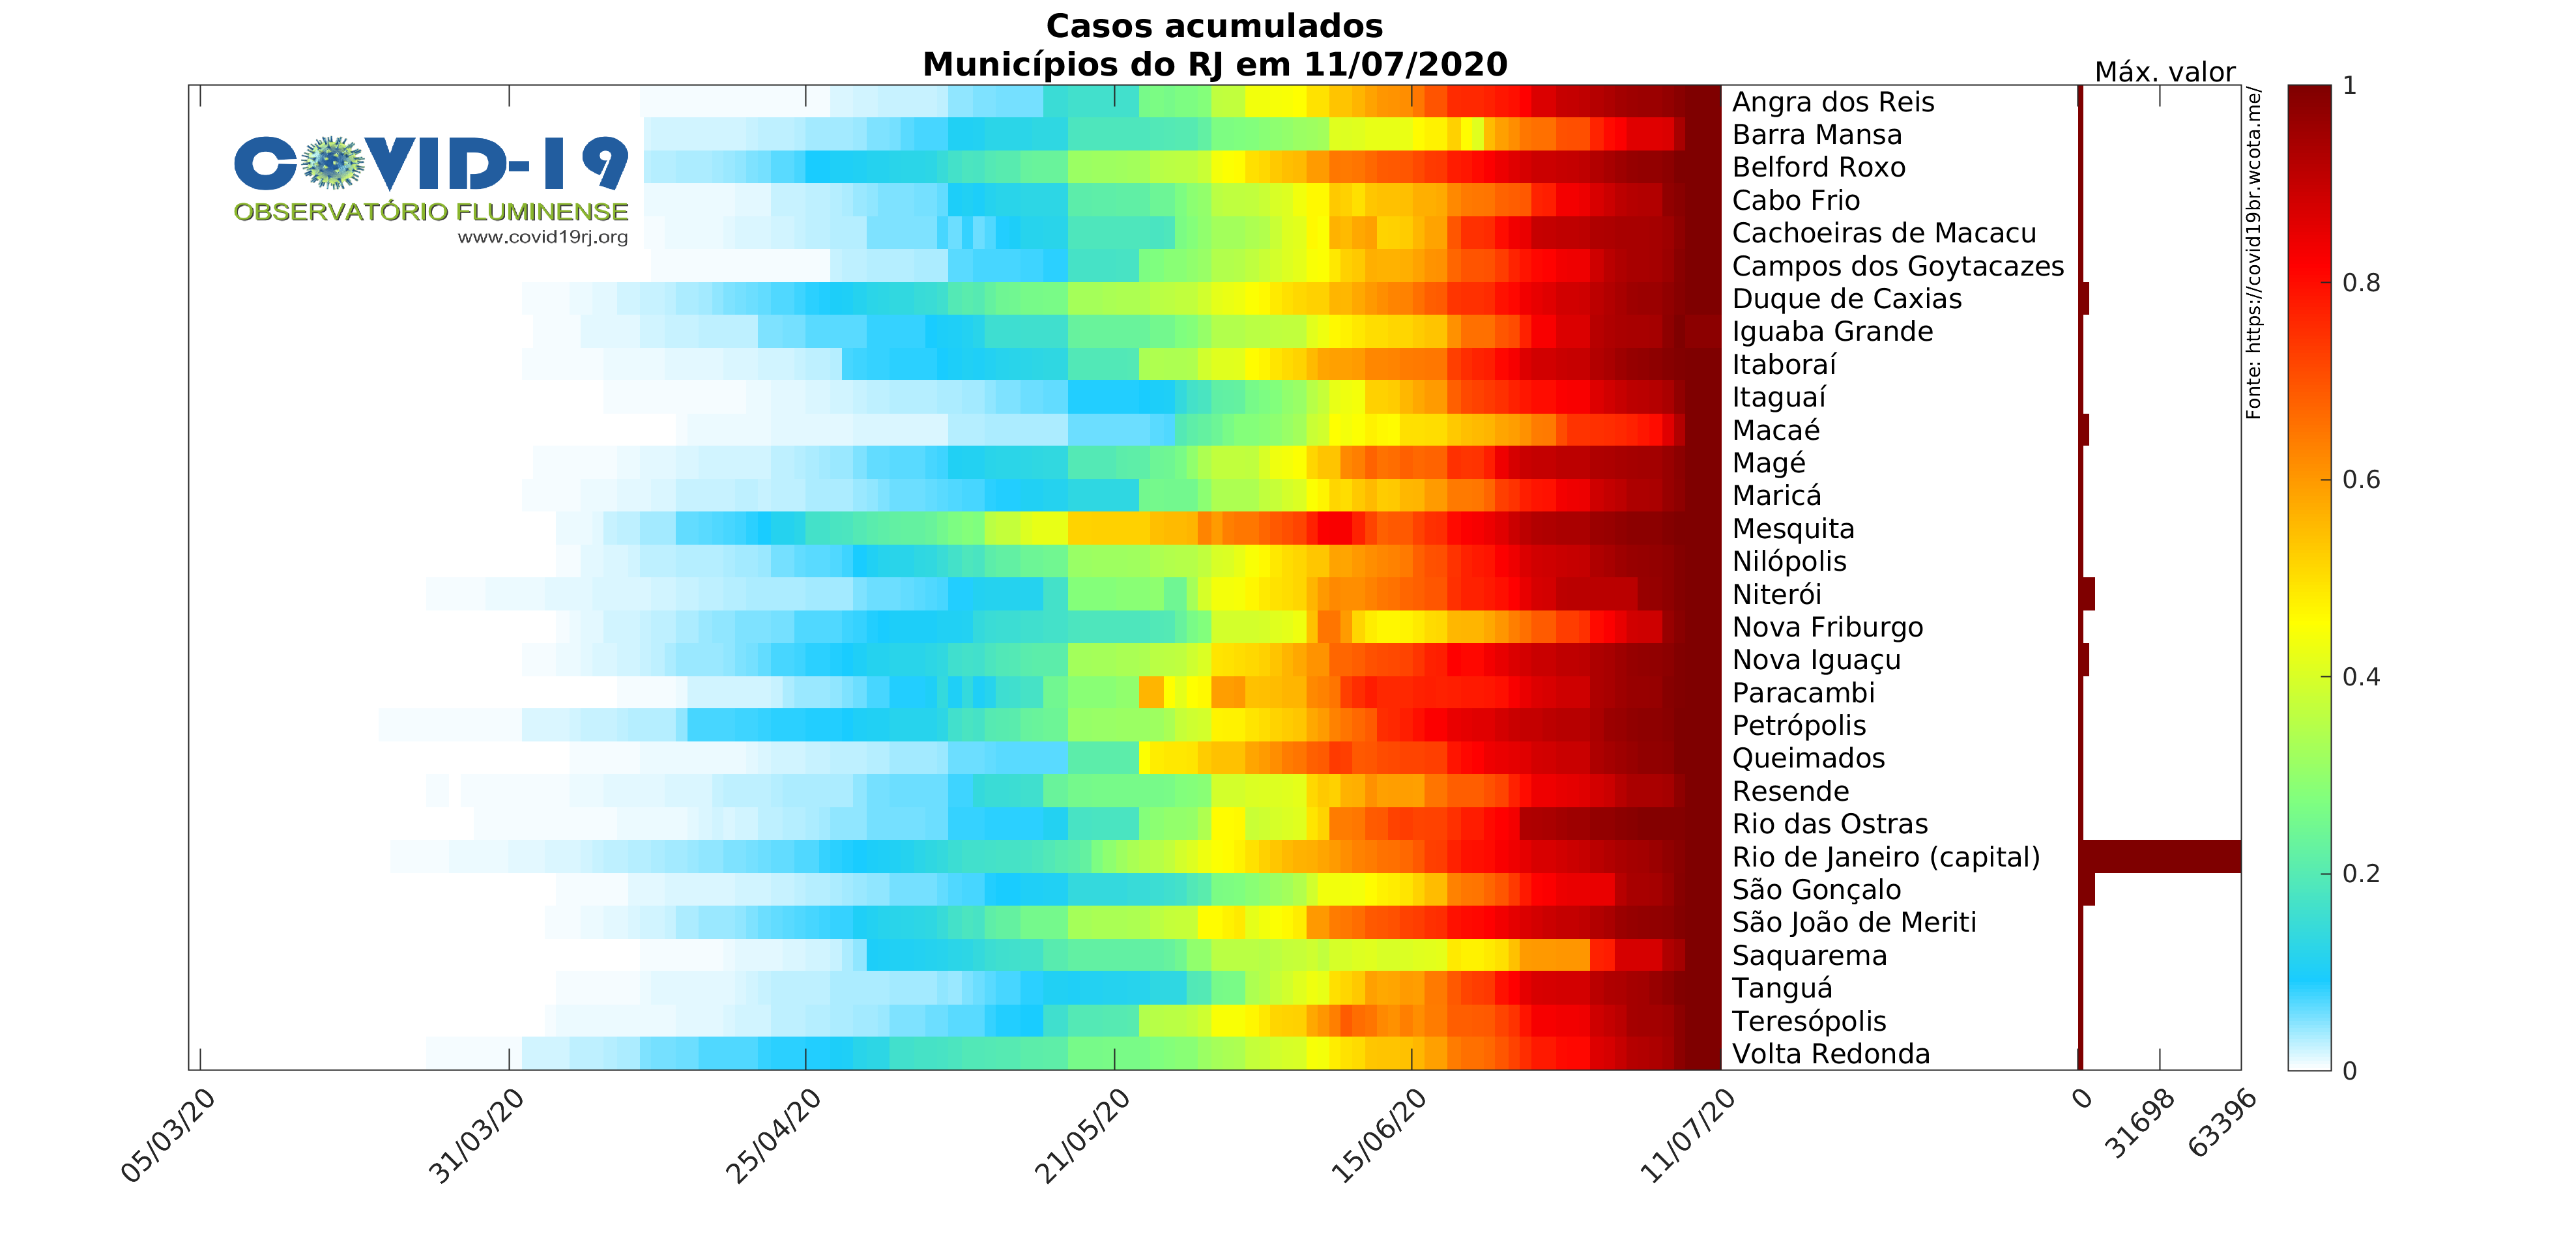 Casos acumulados
Municípios do RJ em 11/07/2020
Máx. valor
COVID-19
OBSERVATÓRIO FLUMINENSE
www.covid19rj.org
Angra dos Reis
Barra Mansa
Belford Roxo
Cabo Frio
Cachoeiras de Macacu
Campos dos Goytacazes
Duque de Caxias
Iguaba Grande
Itaboraí
Itaguaí
Macaé
Magé
Maricá
Mesquita
Nilópolis
Niterói
Nova Friburgo
Nova Iguaçu
Paracambi
Petrópolis
Queimados
Resende
Rio das Ostras
Rio de Janeiro (capital)
São Gonçalo
São João de Meriti
Saquarema
Tanguá
Teresópolis
Volta Redonda
Fonte: https://covid19br.wcota.me/
1
0.8
0.6
0.4
0.2
0
05/03/20
31/03/20
25/04/20
21/05/20
15/06/20
11/07/20
0
31698
63396